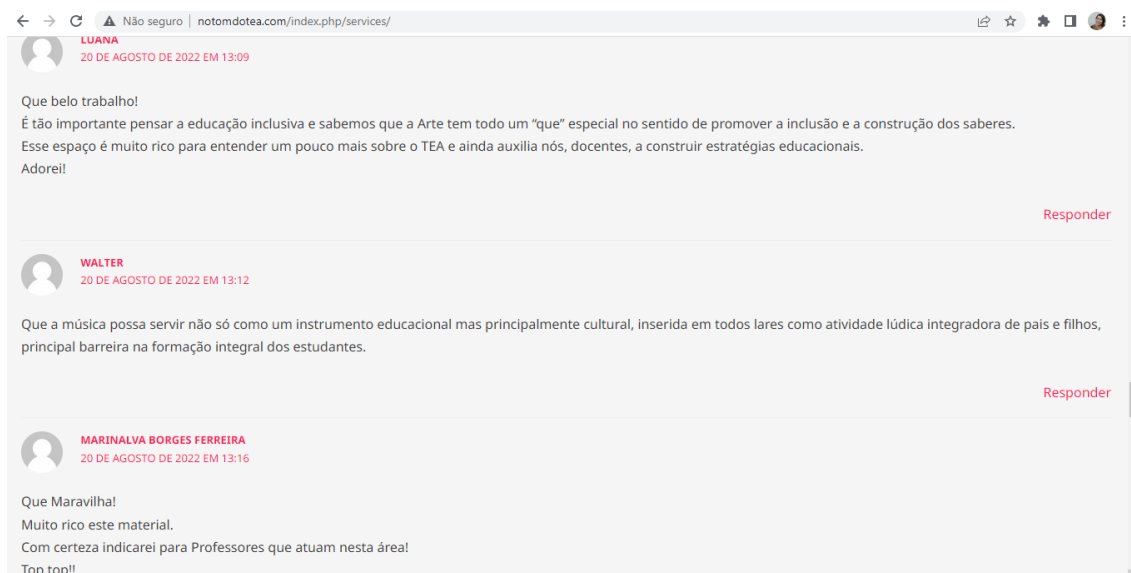 Não seguro | notomdotea.com/index.php/services/
LUANA
20 DE AGOSTO DE 2022 EM 13:09
Que belo trabalho!
É tão importante pensar a educação inclusiva e sabemos que a Arte tem todo um “que” especial no sentido de promover a inclusão e a construção dos saberes.
Esse espaço é muito rico para entender um pouco mais sobre o TEA e ainda auxilia nós, docentes, a construir estratégias educacionais.
Adorei!
Responder
WALTER
20 DE AGOSTO DE 2022 EM 13:12
Que a música possa servir não só como um instrumento educacional mas principalmente cultural, inserida em todos lares como atividade lúdica integradora de pais e filhos,
principal barreira na formação integral dos estudantes.
Responder
MARINALVA BORGES FERREIRA
20 DE AGOSTO DE 2022 EM 13:16
Que Maravilha!
Muito rico este material.
Com certeza indicarei para Professores que atuam nesta área!
Top top!!